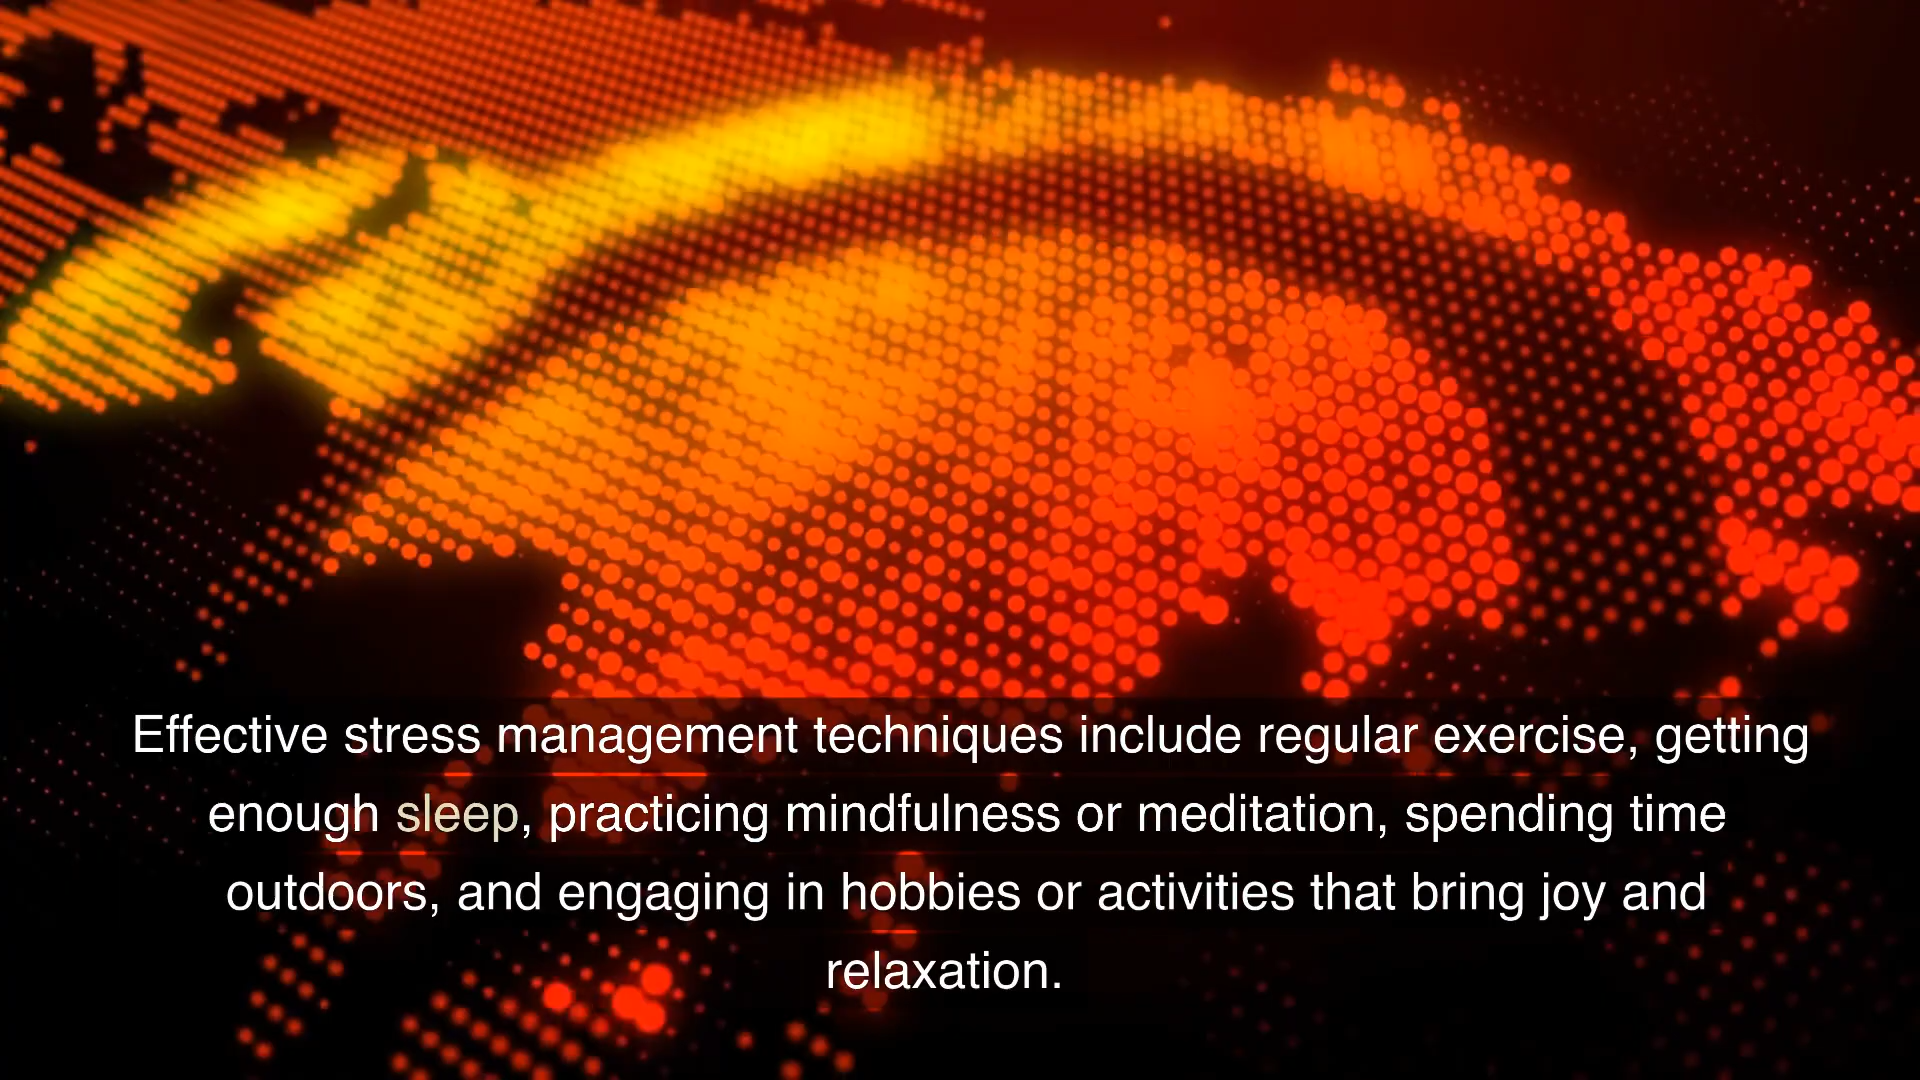 Effective stress management techniques include regular exercise, getting
enough sleep, practicing mindfulness or meditation, spending time
outdoors, and engaging in hobbies or activities that bring joy and
relaxation.